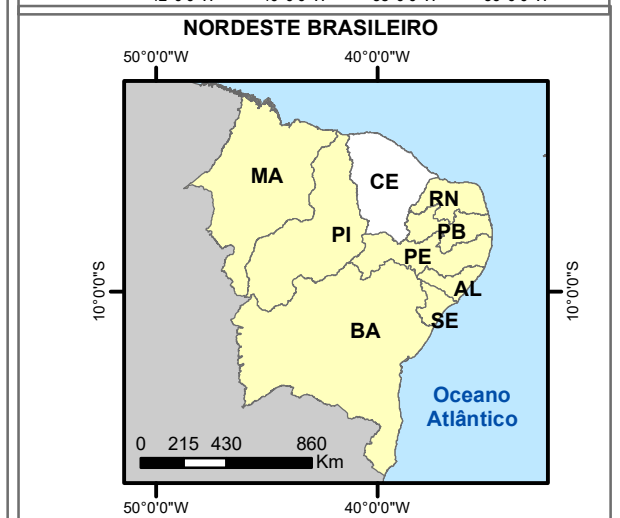 NORDESTE BRASILEIRO
50°0'0"W 40°0'0"W
MA
CE
RN
PI
PB
PE
10°0'0"S
10°0'0"S
AL
SE
BA
Oceano
Atlântico
0 215 430 860
Km
50°0'0"W 40°0'0"W